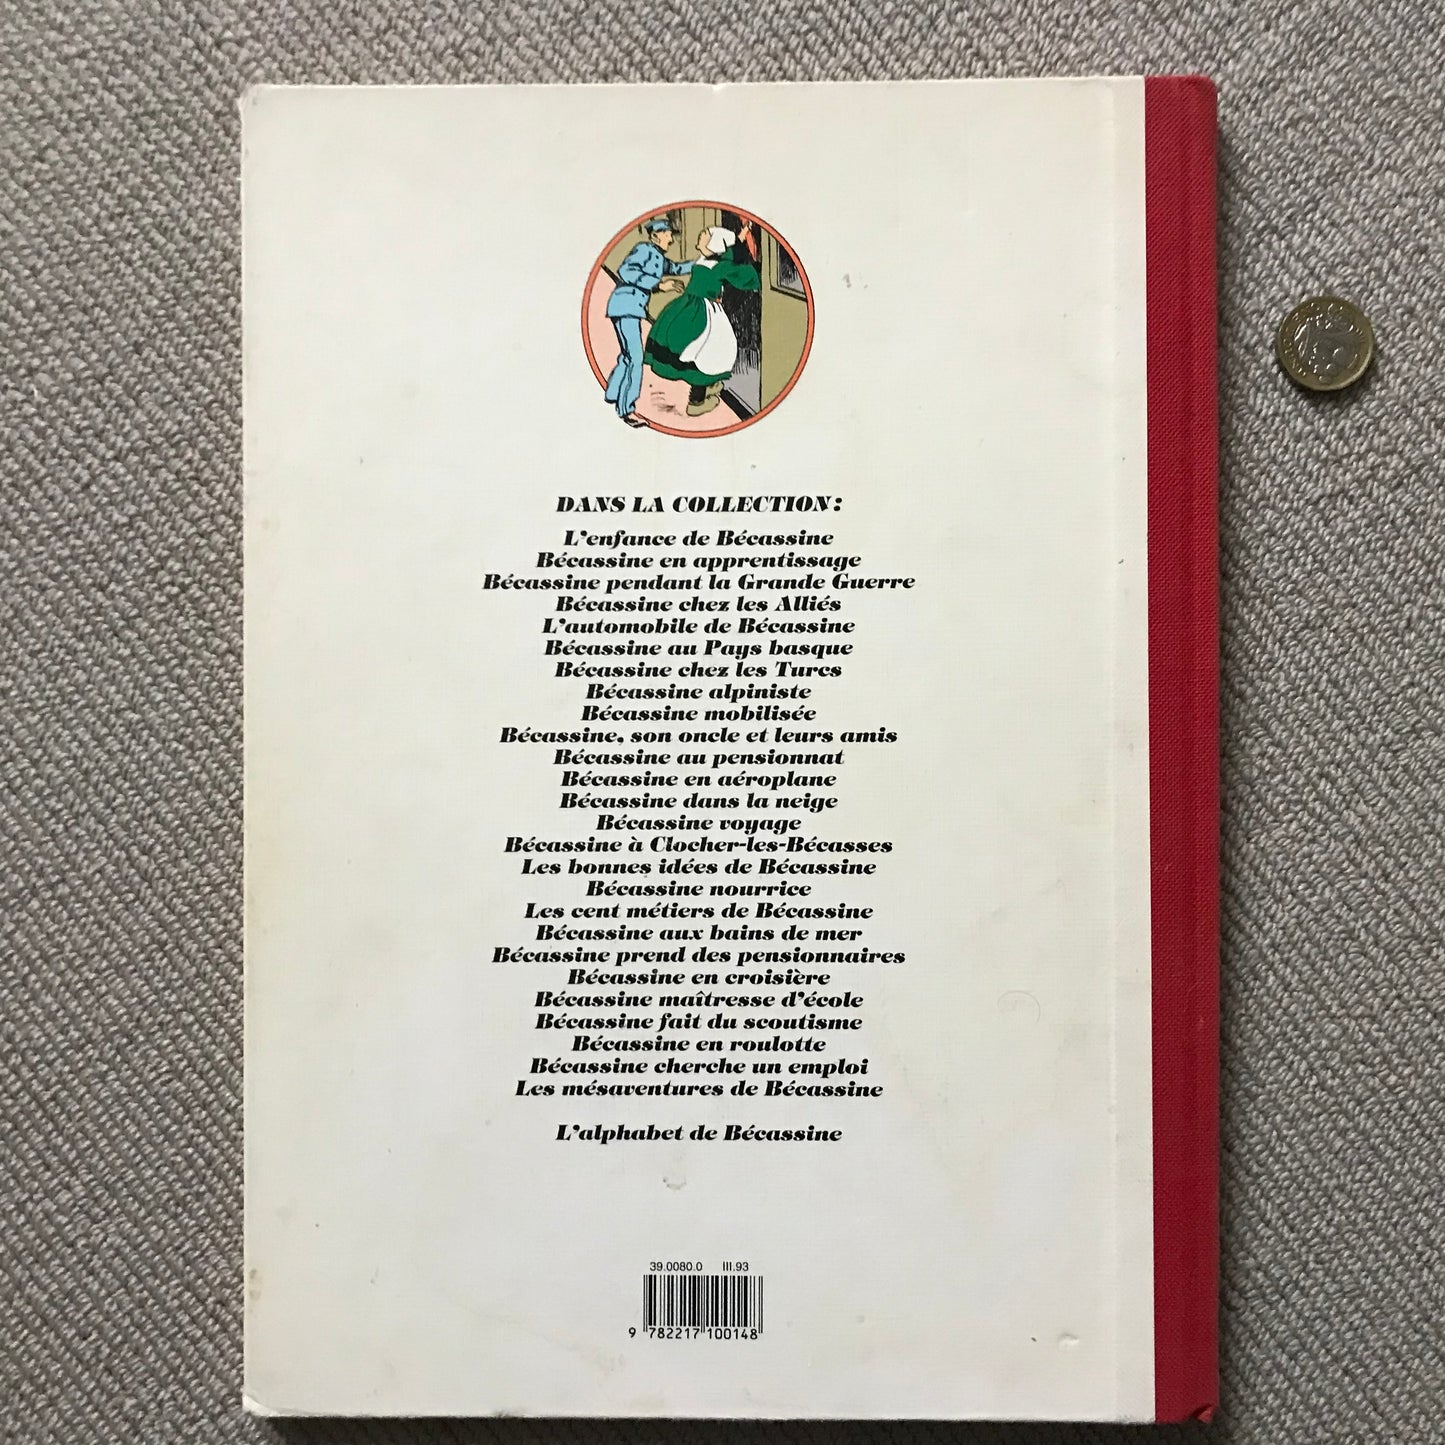 DANS LA COLLECTION :
L'enfance de Bécassine
Bécassine en apprentissage
Bécassine pendant la Grande Guerre
Bécassine chez les Alliés
L'automobile de Bécassine
Bécassine au Pays basque
Bécassine chez les Turcs
Bécassine alpiniste
Bécassine mobilisée
Bécassine, son oncle et leurs amis
Bécassine au pensionnat
Bécassine en aéroplane
Bécassine dans la neige
Bécassine voyage
Bécassine à Clocher-les-Bécasses
Les bonnes idées de Bécassine
Bécassine nourrice
Les cent métiers de Bécassine
Bécassine aux bains de mer
Bécassine prend des pensionnaires
Bécassine en croisière
Bécassine maîtresse d'école
Bécassine fait du scoutisme
Bécassine en roulotte
Bécassine cherche un emploi
Les mésaventures de Bécassine
L'alphabet de Bécassine
39.0080.0 III.93
9 782217 100148